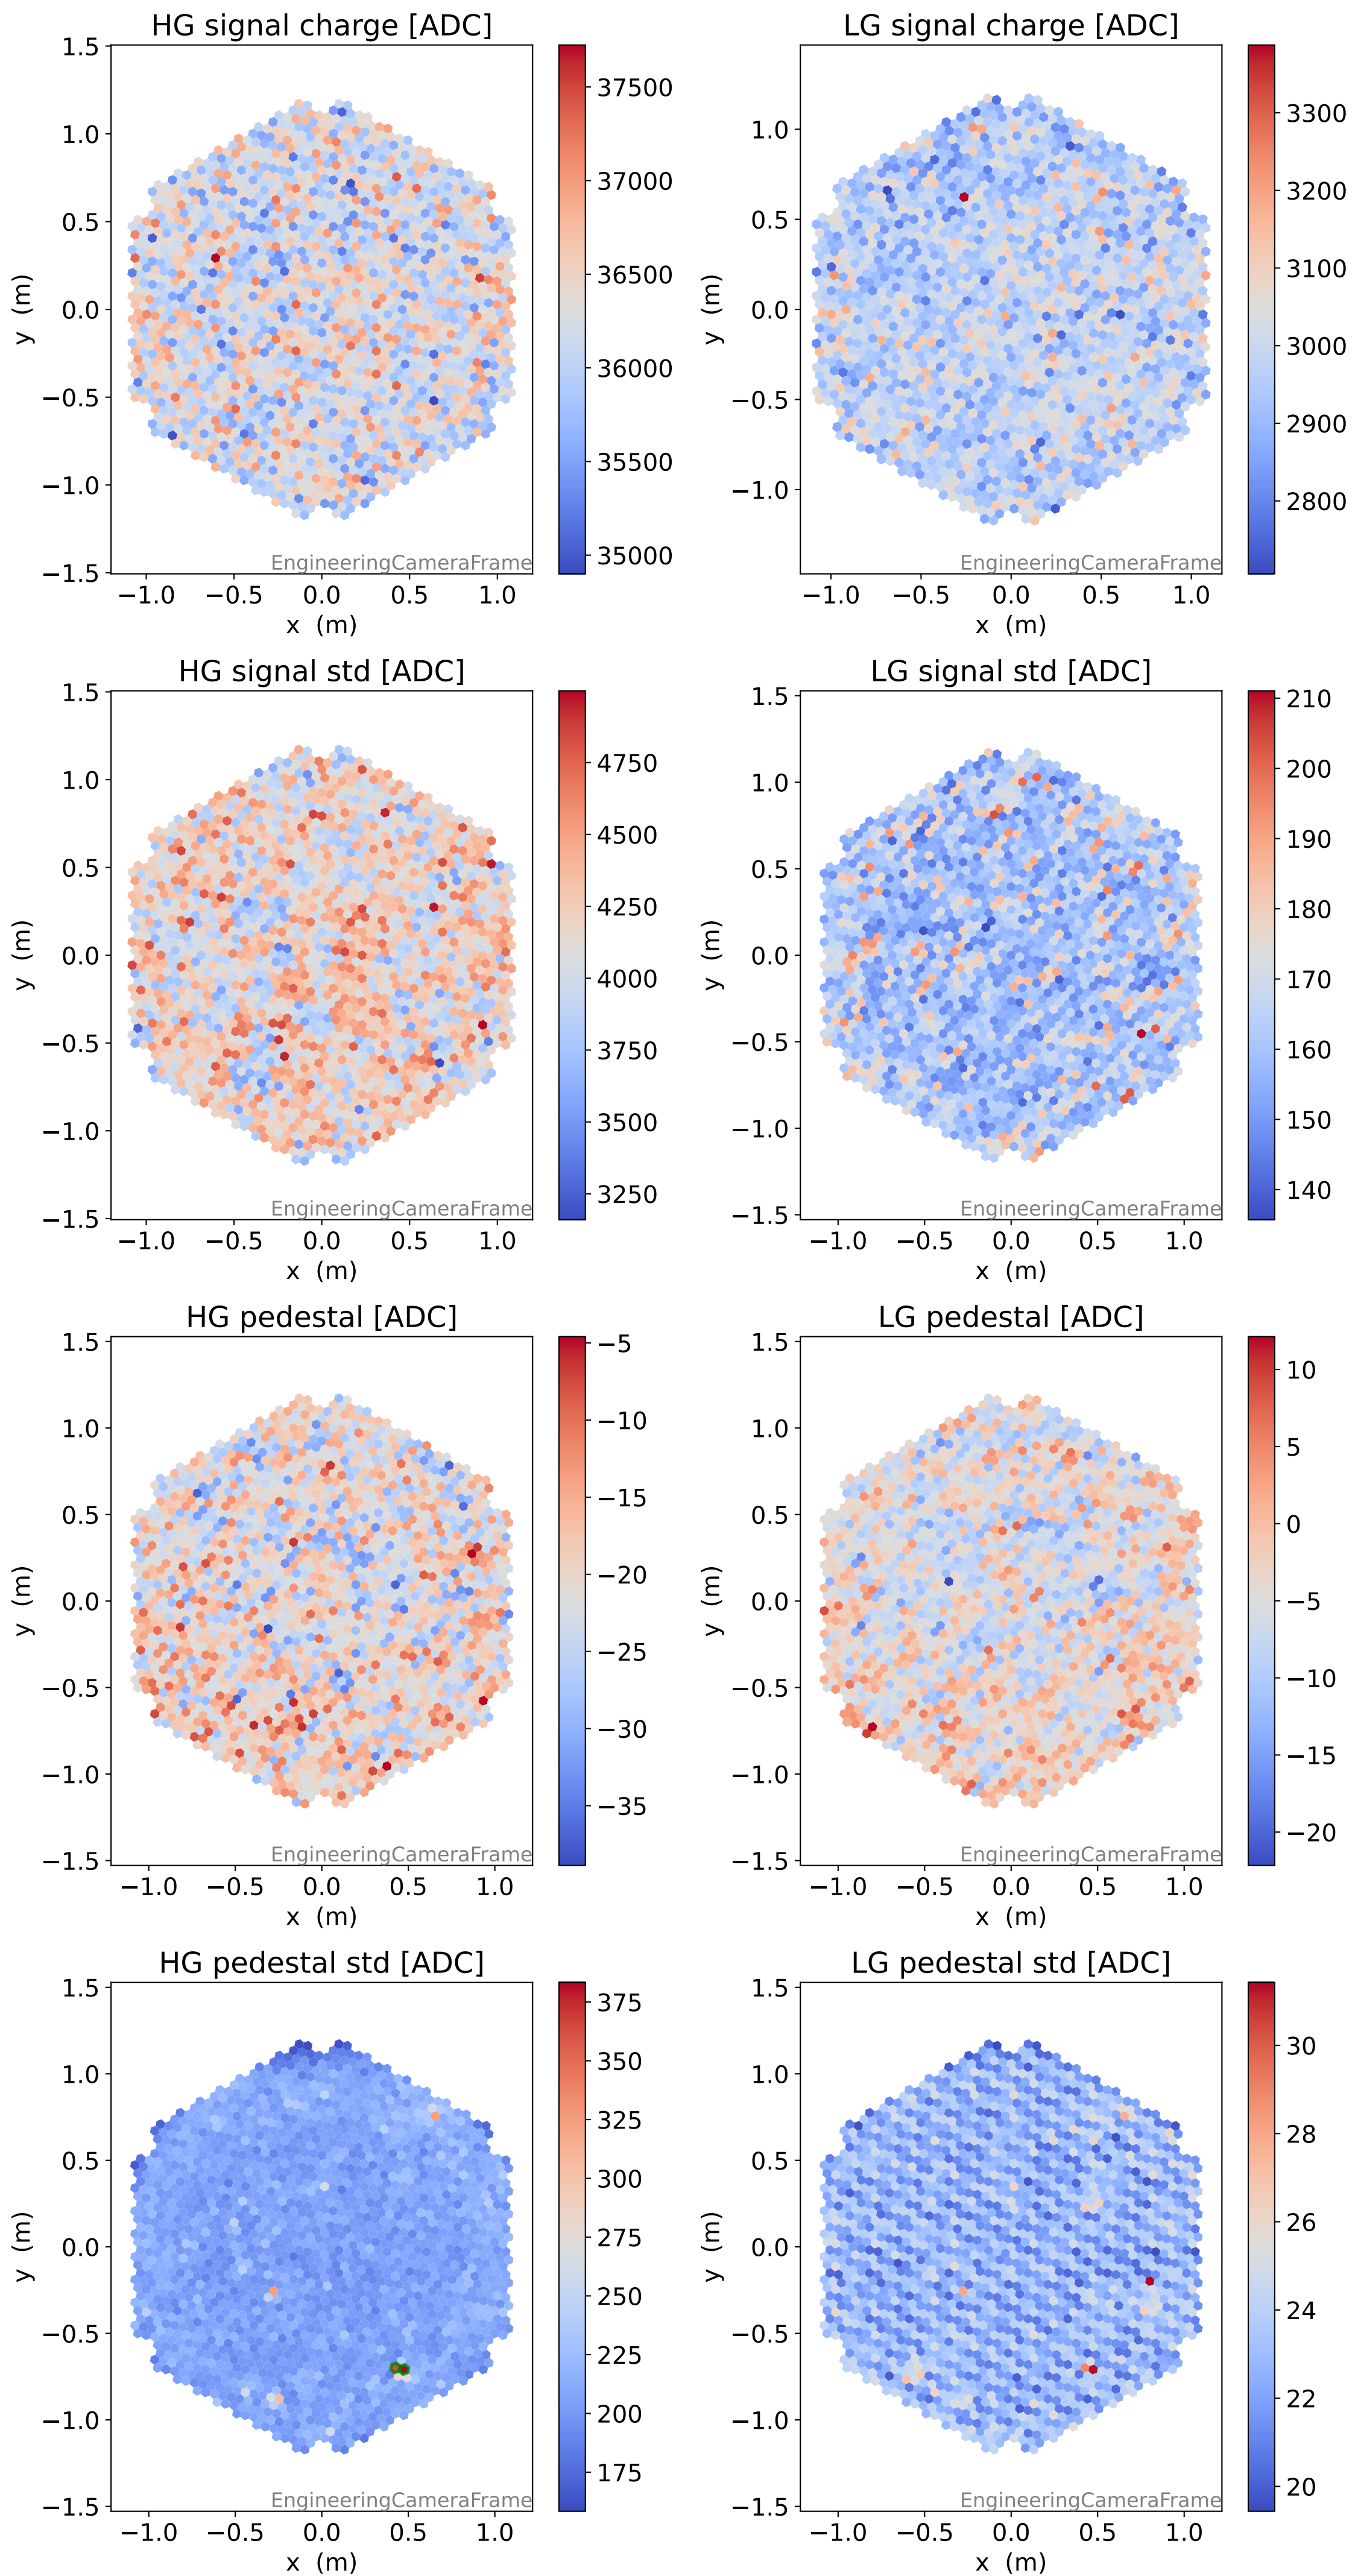 HG signal charge [ADC]
1.5
1.0
0.5
0.0
−0.5
−1.0
−1.5
y (m)
−1.0 −0.5 0.0 0.5 1.0
x (m)
EngineeringCameraFrame
37500
37000
36500
36000
35500
35000
LG signal charge [ADC]
1.0
0.5
0.0
−0.5
−1.0
y (m)
−1.0 −0.5 0.0 0.5 1.0
x (m)
EngineeringCameraFrame
3300
3200
3100
3000
2900
2800
HG signal std [ADC]
1.5
1.0
0.5
0.0
−0.5
−1.0
−1.5
y (m)
−1.0 −0.5 0.0 0.5 1.0
x (m)
EngineeringCameraFrame
4750
4500
4250
4000
3750
3500
3250
LG signal std [ADC]
1.5
1.0
0.5
0.0
−0.5
−1.0
−1.5
y (m)
−1.0 −0.5 0.0 0.5 1.0
x (m)
EngineeringCameraFrame
210
200
190
180
170
160
150
140
HG pedestal [ADC]
1.5
1.0
0.5
0.0
−0.5
−1.0
−1.5
y (m)
−1.0 −0.5 0.0 0.5 1.0
x (m)
EngineeringCameraFrame
−5
−10
−15
−20
−25
−30
−35
LG pedestal [ADC]
1.5
1.0
0.5
0.0
−0.5
−1.0
−1.5
y (m)
−1.0 −0.5 0.0 0.5 1.0
x (m)
EngineeringCameraFrame
10
5
0
−5
−10
−15
−20
HG pedestal std [ADC]
1.5
1.0
0.5
0.0
−0.5
−1.0
−1.5
y (m)
−1.0 −0.5 0.0 0.5 1.0
x (m)
EngineeringCameraFrame
375
350
325
300
275
250
225
200
175
LG pedestal std [ADC]
1.5
1.0
0.5
0.0
−0.5
−1.0
−1.5
y (m)
−1.0 −0.5 0.0 0.5 1.0
x (m)
EngineeringCameraFrame
30
28
26
24
22
20